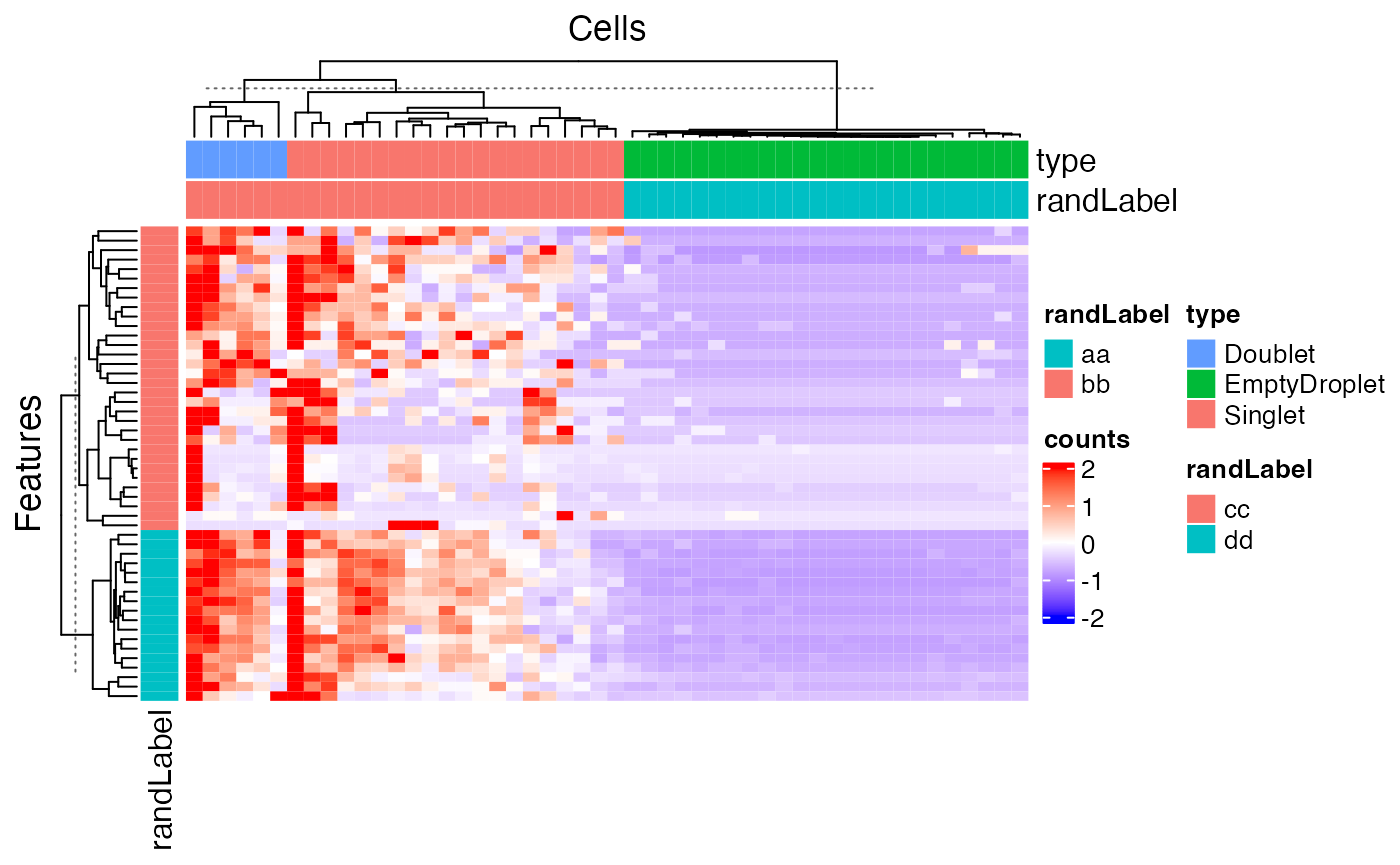 Cells
type
randLabel
Features
randLabel
randLabel
aa
bb
counts
2
1
0
-1
-2
type
Doublet
EmptyDroplet
Singlet
randLabel
cc
dd